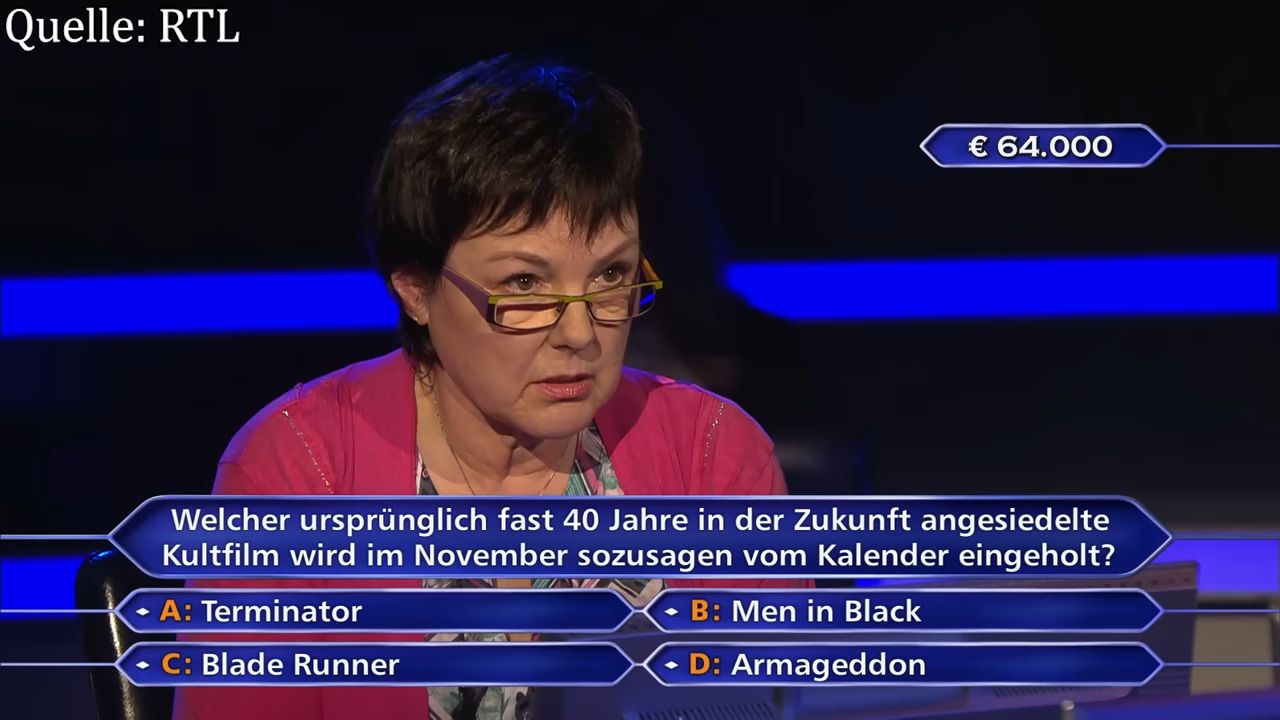 Quelle: RTL
€ 64.000
Welcher ursprünglich fast 40 Jahre in der Zukunft angesiedelte
Kultfilm wird im November sozusagen vom Kalender eingeholt?
A: Terminator
B: Men in Black
C: Blade Runner
D: Armageddon